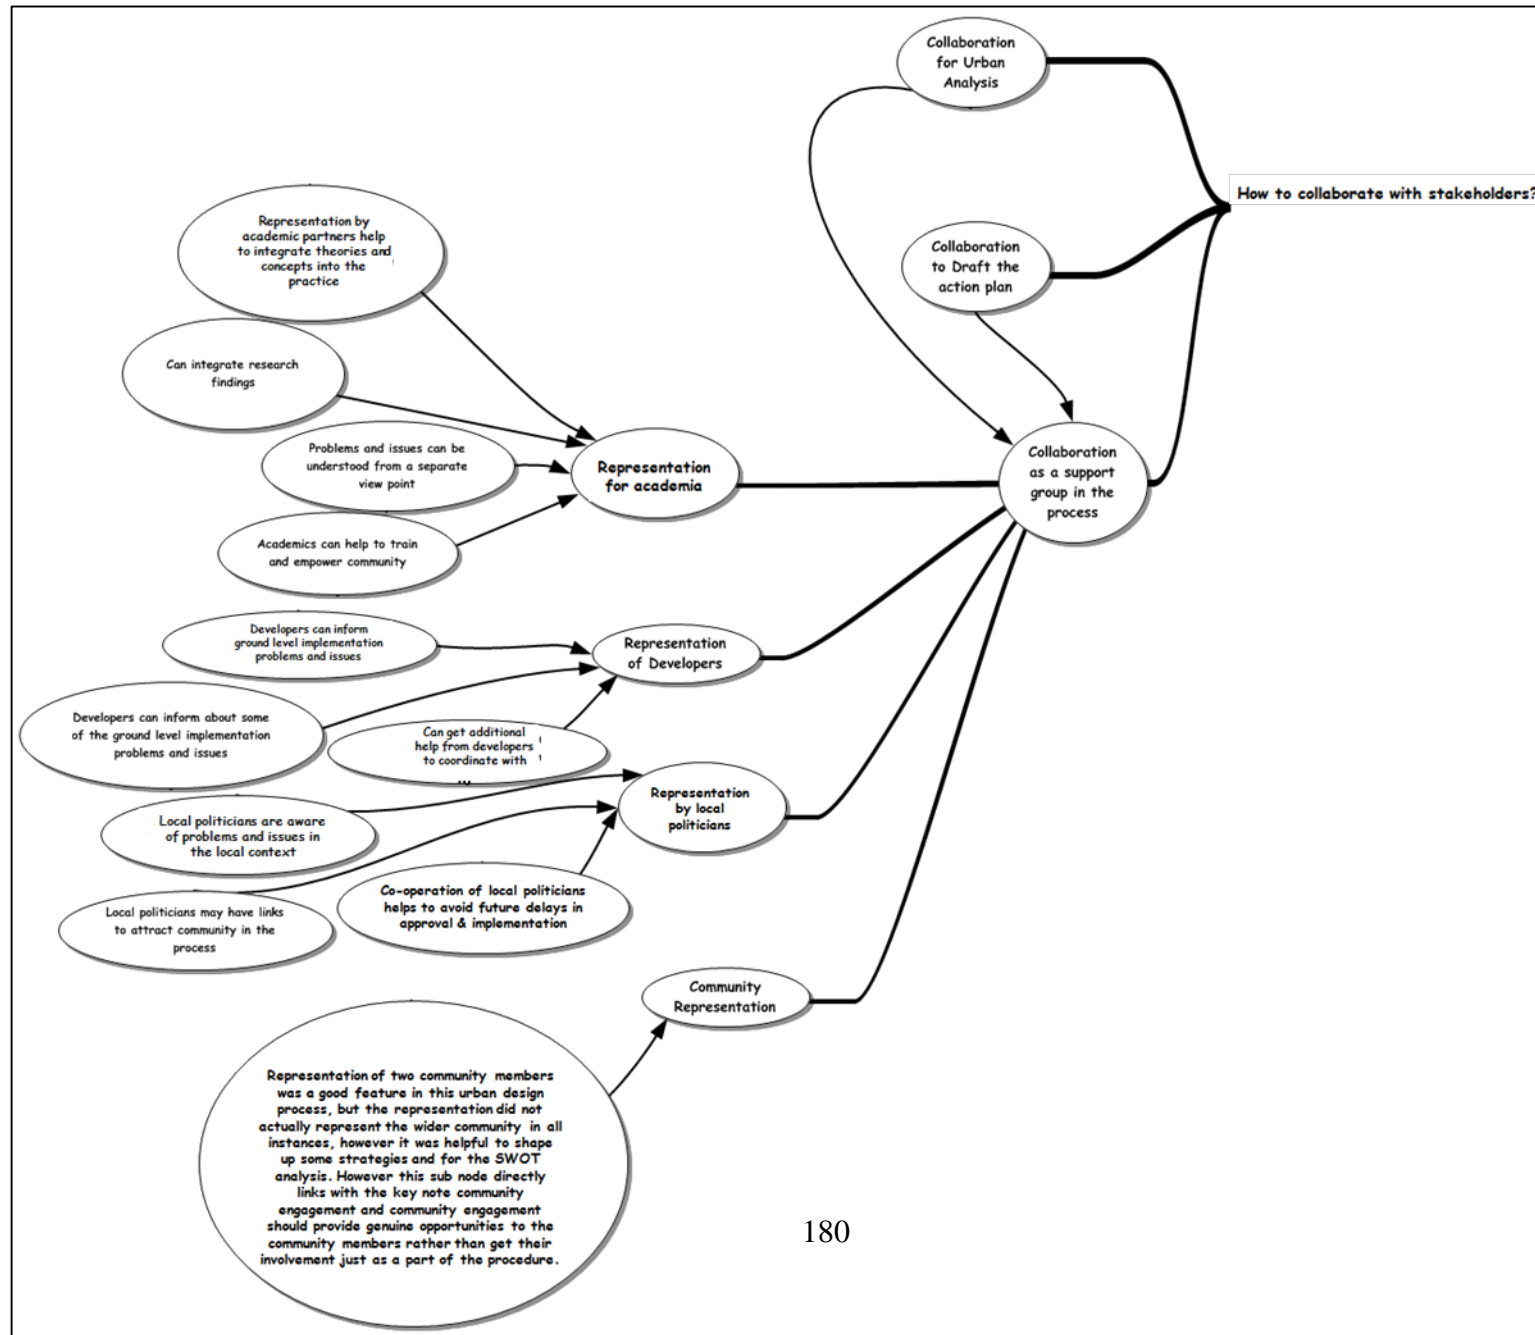 Collaboration
for Urban
Analysis
How to collaborate with stakeholders?
Collaboration
to Draft the
action plan
Collaboration
as a support
group in the
process
Representation by
academic partners help
to integrate theories and
concepts into the
practice
Can integrate research
findings
Problems and issues can be
understood from a separate
view point
Academics can help to train
and empower community
Representation
for academia
Developers can inform
ground level implementation
problems and issues
Developers can inform about some
of the ground level implementation
problems and issues
Can get additional
help from developers
to coordinate with
Representation
of Developers
Local politicians are aware
of problems and issues in
the local context
Local politicians may have links
to attract community in the
process
Co-operation of local politicians
helps to avoid future delays in
approval & implementation
Representation
by local
politicians
Community
Representation
Representation of two community members
was a good feature in this urban design
process, but the representation did not
actually represent the wider community in all
instances, however it was helpful to shape
up some strategies and for the SWOT
analysis. However this sub node directly
links with the key note community
engagement and community engagement
should provide genuine opportunities to the
community members rather than get their
involvement just as a part of the procedure.
180